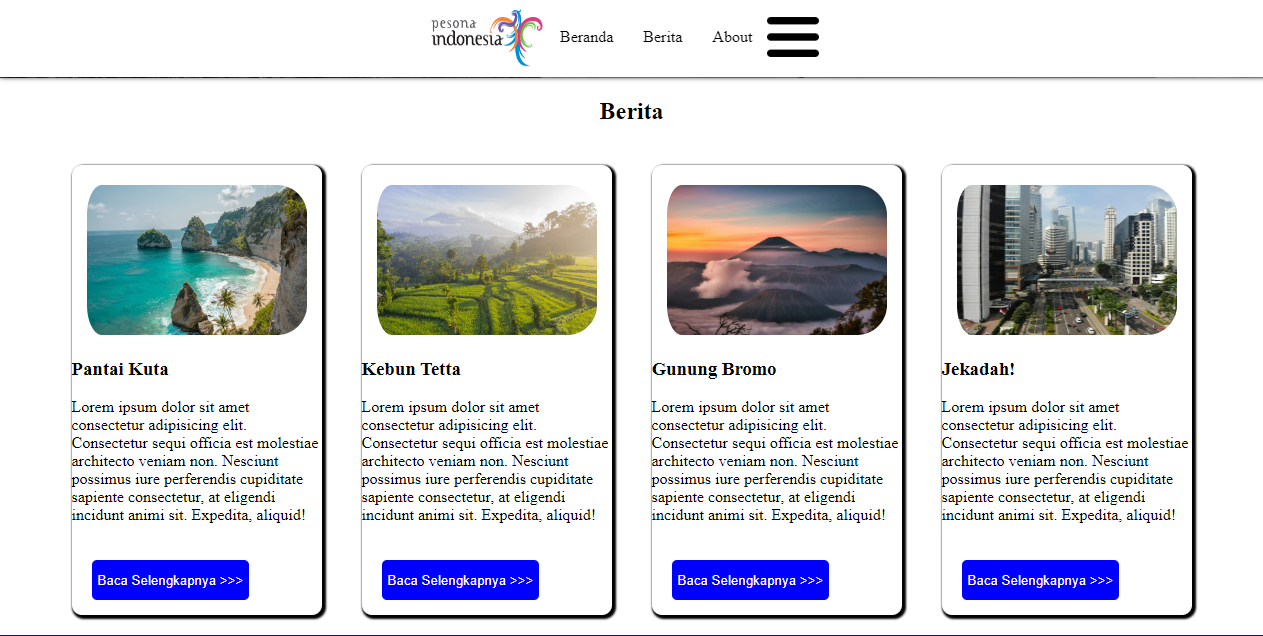 pesona
indonesia
Beranda Berita About
Berita
Pantai Kuta
Lorem ipsum dolor sit amet
consectetur adipisicing elit.
Consectetur sequi officia est molestiae
architecto veniam non. Nesciunt
possimus iure perferendis cupiditate
sapiente consectetur, at eligendi
incidunt animi sit. Expedita, aliquid!
Baca Selengkapnya >>>
Kebun Tetta
Lorem ipsum dolor sit amet
consectetur adipisicing elit.
Consectetur sequi officia est molestiae
architecto veniam non. Nesciunt
possimus iure perferendis cupiditate
sapiente consectetur, at eligendi
incidunt animi sit. Expedita, aliquid!
Baca Selengkapnya >>>
Gunung Bromo
Lorem ipsum dolor sit amet
consectetur adipisicing elit.
Consectetur sequi officia est molestiae
architecto veniam non. Nesciunt
possimus iure perferendis cupiditate
sapiente consectetur, at eligendi
incidunt animi sit. Expedita, aliquid!
Baca Selengkapnya >>>
Jekadah!
Lorem ipsum dolor sit amet
consectetur adipisicing elit.
Consectetur sequi officia est molestiae
architecto veniam non. Nesciunt
possimus iure perferendis cupiditate
sapiente consectetur, at eligendi
incidunt animi sit. Expedita, aliquid!
Baca Selengkapnya >>>